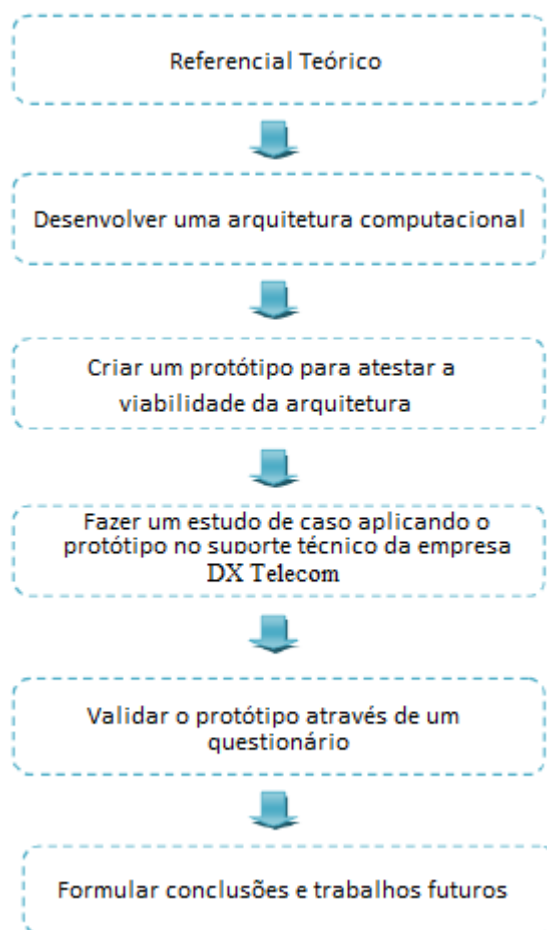 Referencial Teórico
Desenvolver uma arquitetura computacional
Criar um protótipo para atestar a
viabilidade da arquitetura
Fazer um estudo de caso aplicando o
protótipo no suporte técnico da empresa
DX Telecom
Validar o protótipo através de um
questionário
Formular conclusões e trabalhos futuros